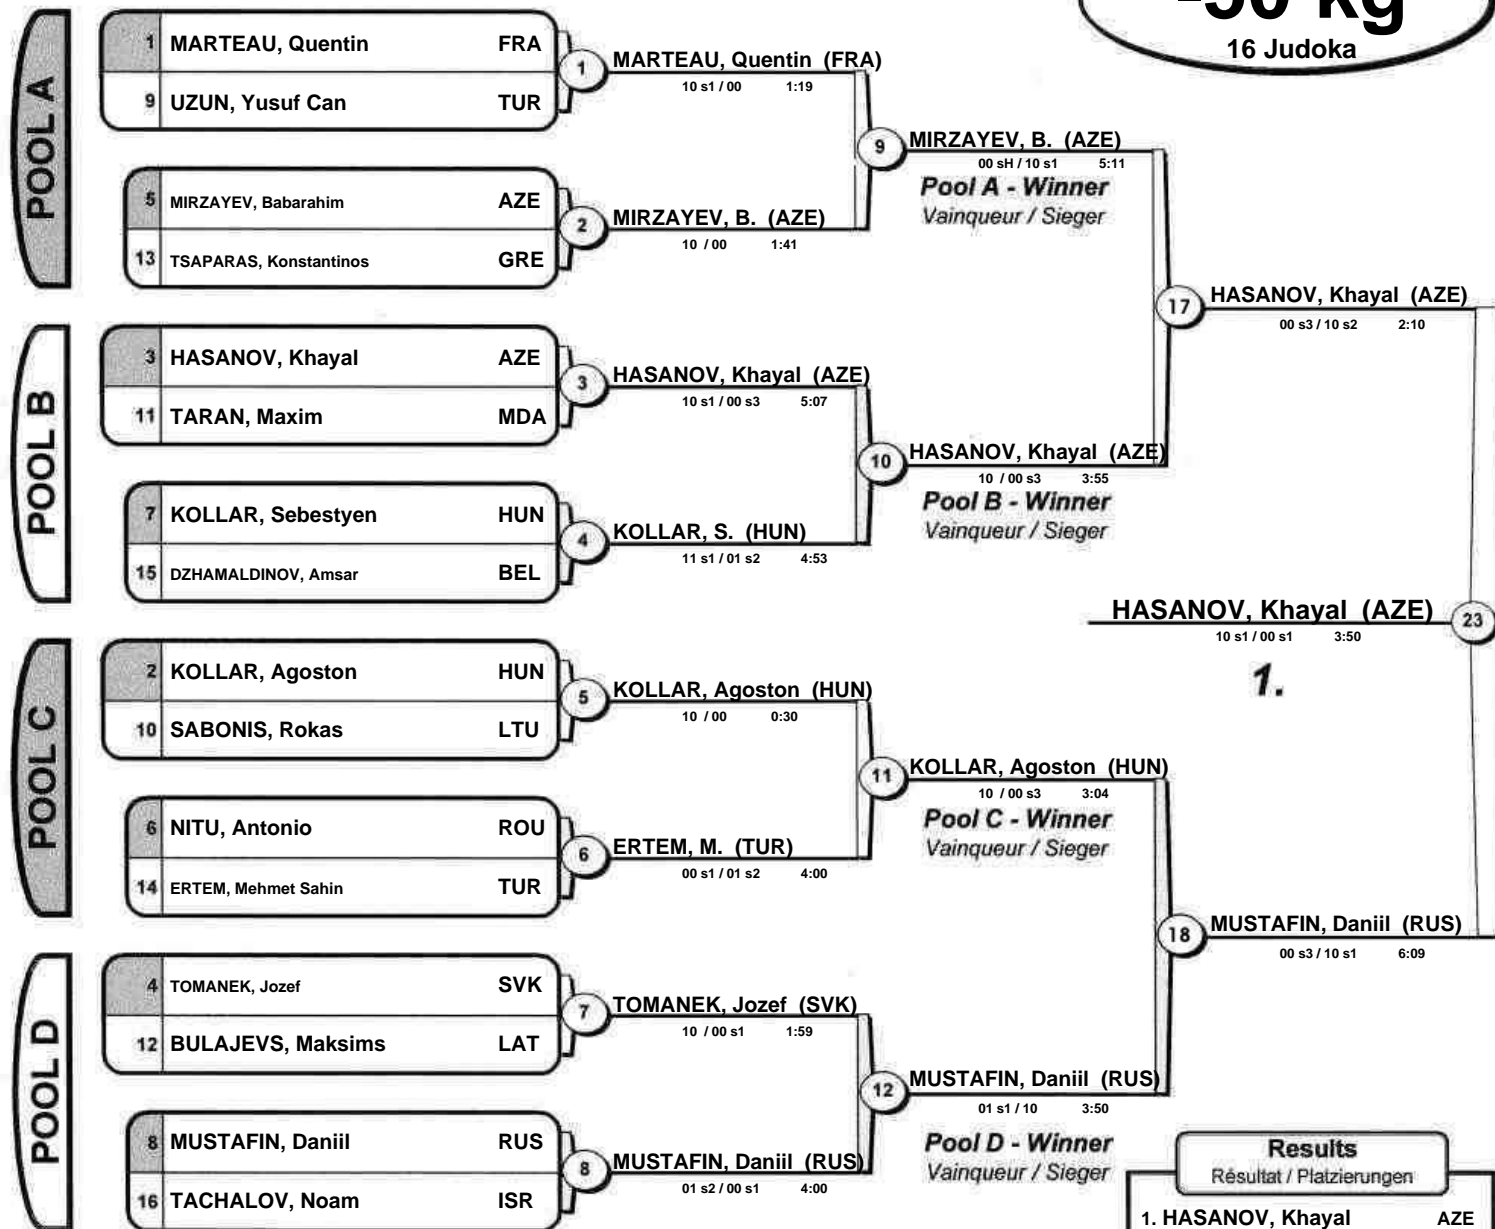 -50 kg
16 Judoka
POOL A
1 MARTEAU, Quentin FRA
9 UZUN, Yusuf Can TUR
1
MARTEAU, Quentin (FRA)
10 s1 / 00 1:19
5 MIRZAYEV, Babarahim AZE
13 TSAPARAS, Konstantinos GRE
2
MIRZAYEV, B. (AZE)
10 / 00 1:41
9
MIRZAYEV, B. (AZE)
00 sH / 10 s1 5:11
Pool A - Winner
Vainqueur / Sieger
POOL B
3 HASANOV, Khayal AZE
11 TARAN, Maxim MDA
3
HASANOV, Khayal (AZE)
10 s1 / 00 s3 5:07
7 KOLLAR, Sebestyen HUN
15 DZHAMALDINOV, Amsar BEL
4
KOLLAR, S. (HUN)
11 s1 / 01 s2 4:53
10
HASANOV, Khayal (AZE)
10 / 00 s3 3:55
Pool B - Winner
Vainqueur / Sieger
17
HASANOV, Khayal (AZE)
00 s3 / 10 s2 2:10
HASANOV, Khayal (AZE)
23
10 s1 / 00 s1 3:50
1.
POOL C
2 KOLLAR, Agoston HUN
10 SABONIS, Rokas LTU
5
KOLLAR, Agoston (HUN)
10 / 00 0:30
6 NITU, Antonio ROU
14 ERTEM, Mehmet Sahin TUR
6
ERTEM, M. (TUR)
00 s1 / 01 s2 4:00
11
KOLLAR, Agoston (HUN)
10 / 00 s3 3:04
Pool C - Winner
Vainqueur / Sieger
POOL D
4 TOMANEK, Jozef SVK
12 BULAJEVS, Maksims LAT
7
TOMANEK, Jozef (SVK)
10 / 00 s1 1:59
8 MUSTAFIN, Daniil RUS
16 TACHALOV, Noam ISR
8
MUSTAFIN, Daniil (RUS)
01 s2 / 00 s1 4:00
12
MUSTAFIN, Daniil (RUS)
01 s1 / 10 3:50
Pool D - Winner
Vainqueur / Sieger
18
MUSTAFIN, Daniil (RUS)
00 s3 / 10 s1 6:09
Results
Résultat / Platzierungen
1. HASANOV, Khayal AZE